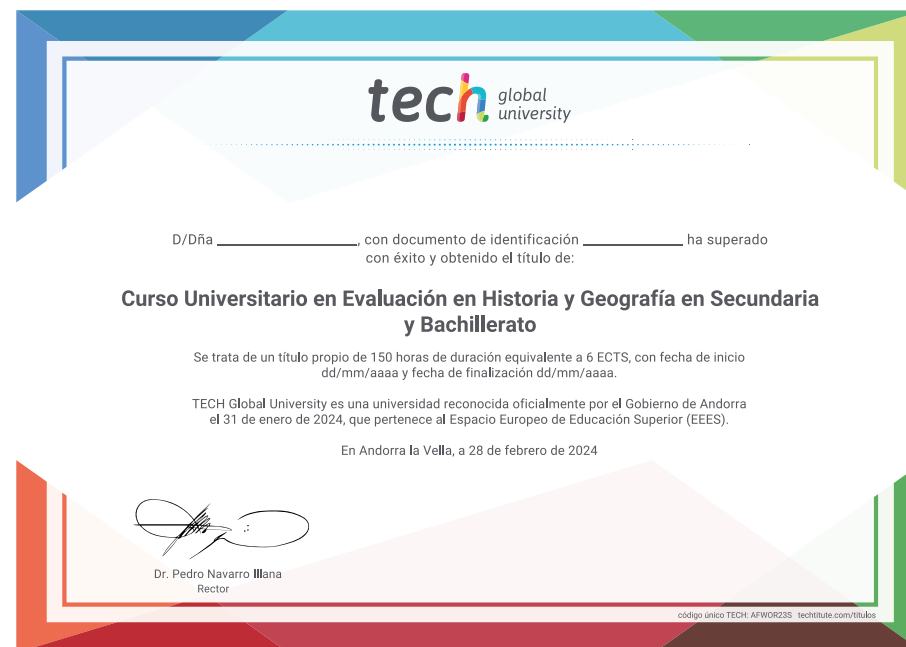 tech global university
D/Dña ________________, con documento de identificación ____________ ha superado
con éxito y obtenido el título de:
Curso Universitario en Evaluación en Historia y Geografía en Secundaria
y Bachillerato
Se trata de un título propio de 150 horas de duración equivalente a 6 ECTS, con fecha de inicio
dd/mm/aaaa y fecha de finalización dd/mm/aaaa.
TECH Global University es una universidad reconocida oficialmente por el Gobierno de Andorra
el 31 de enero de 2024, que pertenece al Espacio Europeo de Educación Superior (EEES).
En Andorra la Vella, a 28 de febrero de 2024
Dr. Pedro Navarro Illana
Rector
código único TECH: AFWOR23S techtitute.com/titulos